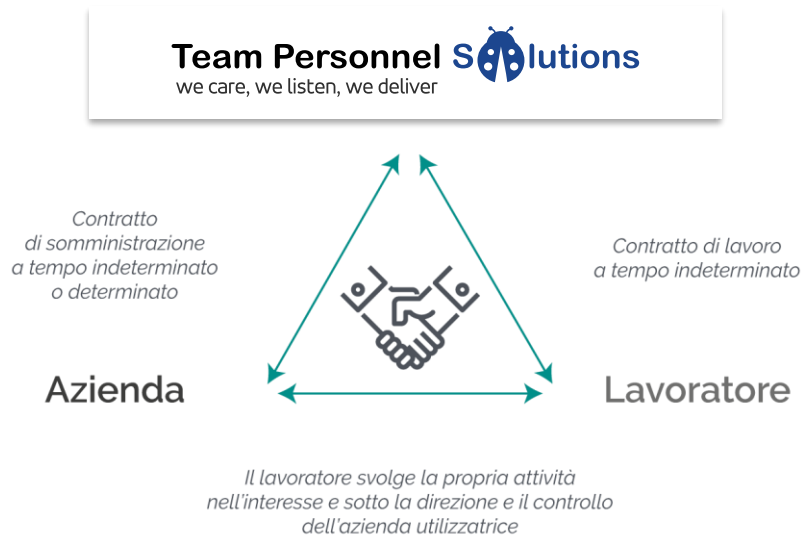 Team Personnel Solutions
we care, we listen, we deliver
Contratto
di somministrazione
a tempo indeterminato
o determinato
Contratto di lavoro
a tempo indeterminato
Azienda
Lavoratore
Il lavoratore svolge la propria attività
nell'interesse e sotto la direzione e il controllo
dell'azienda utilizzatrice